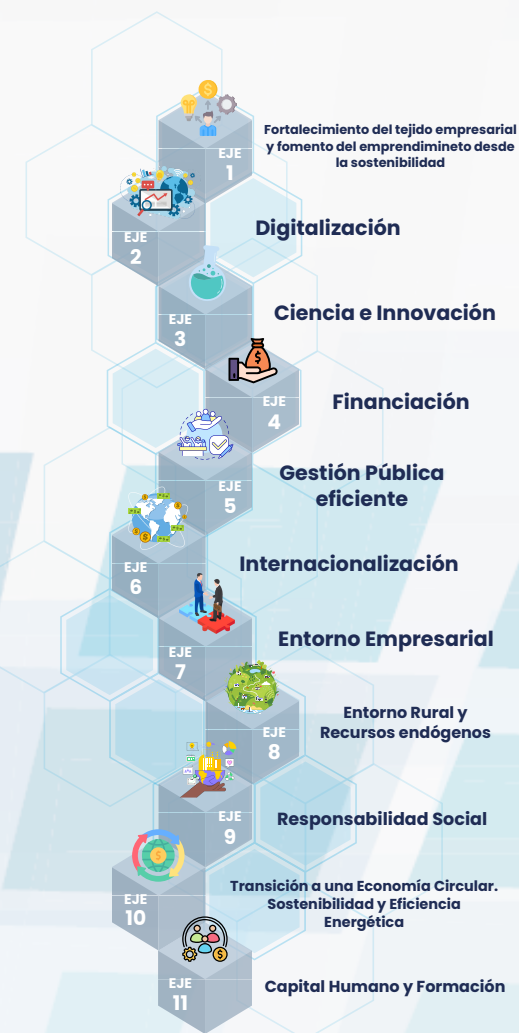 EJE
1
Fortalecimiento del tejido empresarial
y fomento del emprendimineto desde
la sostenibilidad
EJE
2
Digitalización
EJE
3
Ciencia e Innovación
EJE
4
Financiación
EJE
5
Gestión Pública
eficiente
EJE
6
Internacionalización
EJE
7
Entorno Empresarial
EJE
8
Entorno Rural y
Recursos endógenos
EJE
9
Responsabilidad Social
EJE
10
Transición a una Economía Circular.
Sostenibilidad y Eficiencia
Energética
EJE
11
Capital Humano y Formación